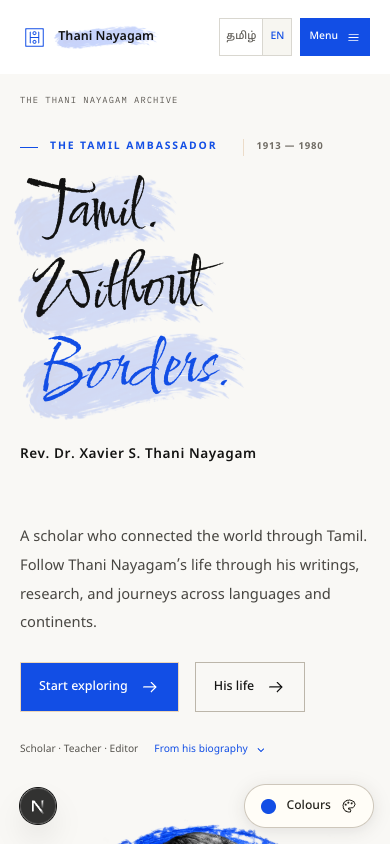 Thani Nayagam
தமிழ்
EN
Menu
THE THANI NAYAGAM ARCHIVE
THE TAMIL AMBASSADOR
1913 — 1980
Tamil.
Without
Borders.
Rev. Dr. Xavier S. Thani Nayagam
A scholar who connected the world through Tamil.
Follow Thani Nayagam’s life through his writings,
research, and journeys across languages and
continents.
Start exploring
His life
Scholar · Teacher · Editor
From his biography
N
Colours